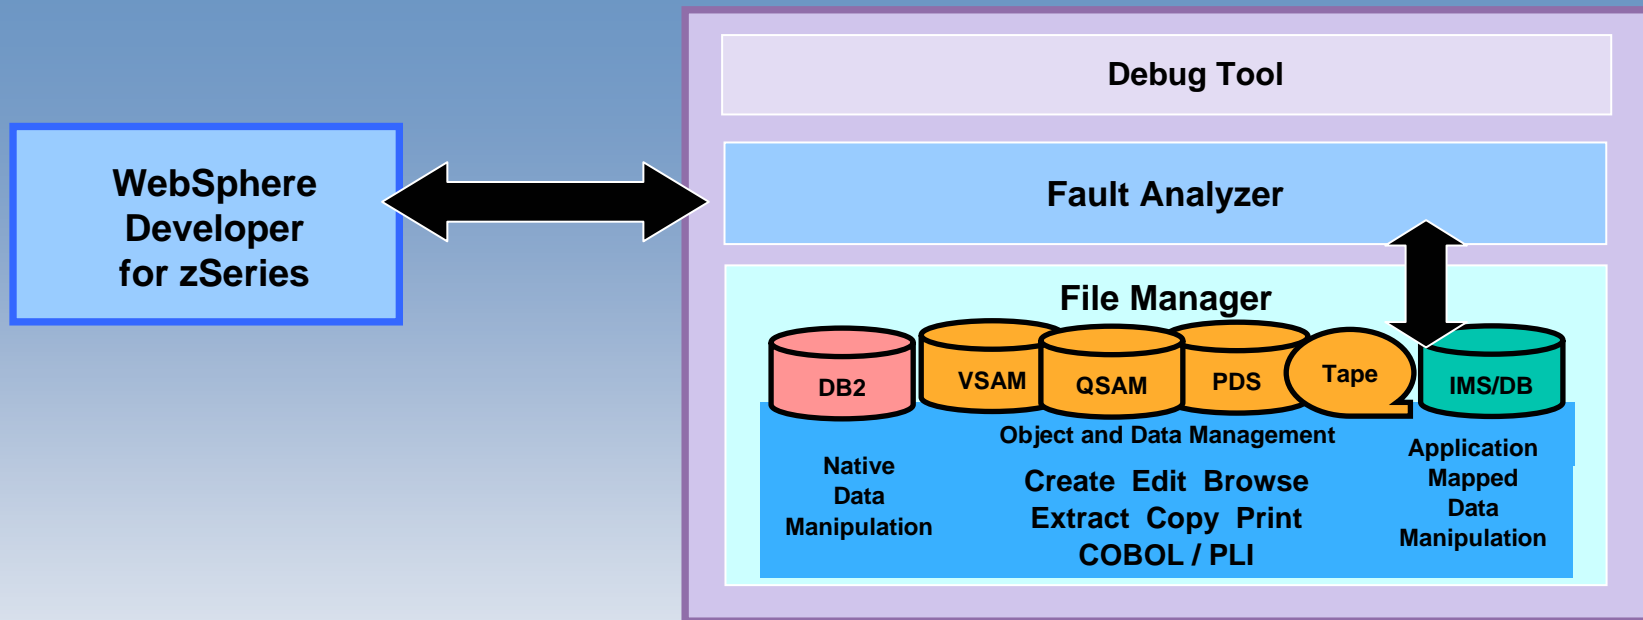 Debug Tool
WebSphere
Developer
for zSeries
Fault Analyzer
File Manager
DB2
VSAM
QSAM
PDS
Tape
IMS/DB
Object and Data Management
Native
Data
Manipulation
Create Edit Browse
Extract Copy Print
COBOL / PLI
Application
Mapped
Data
Manipulation